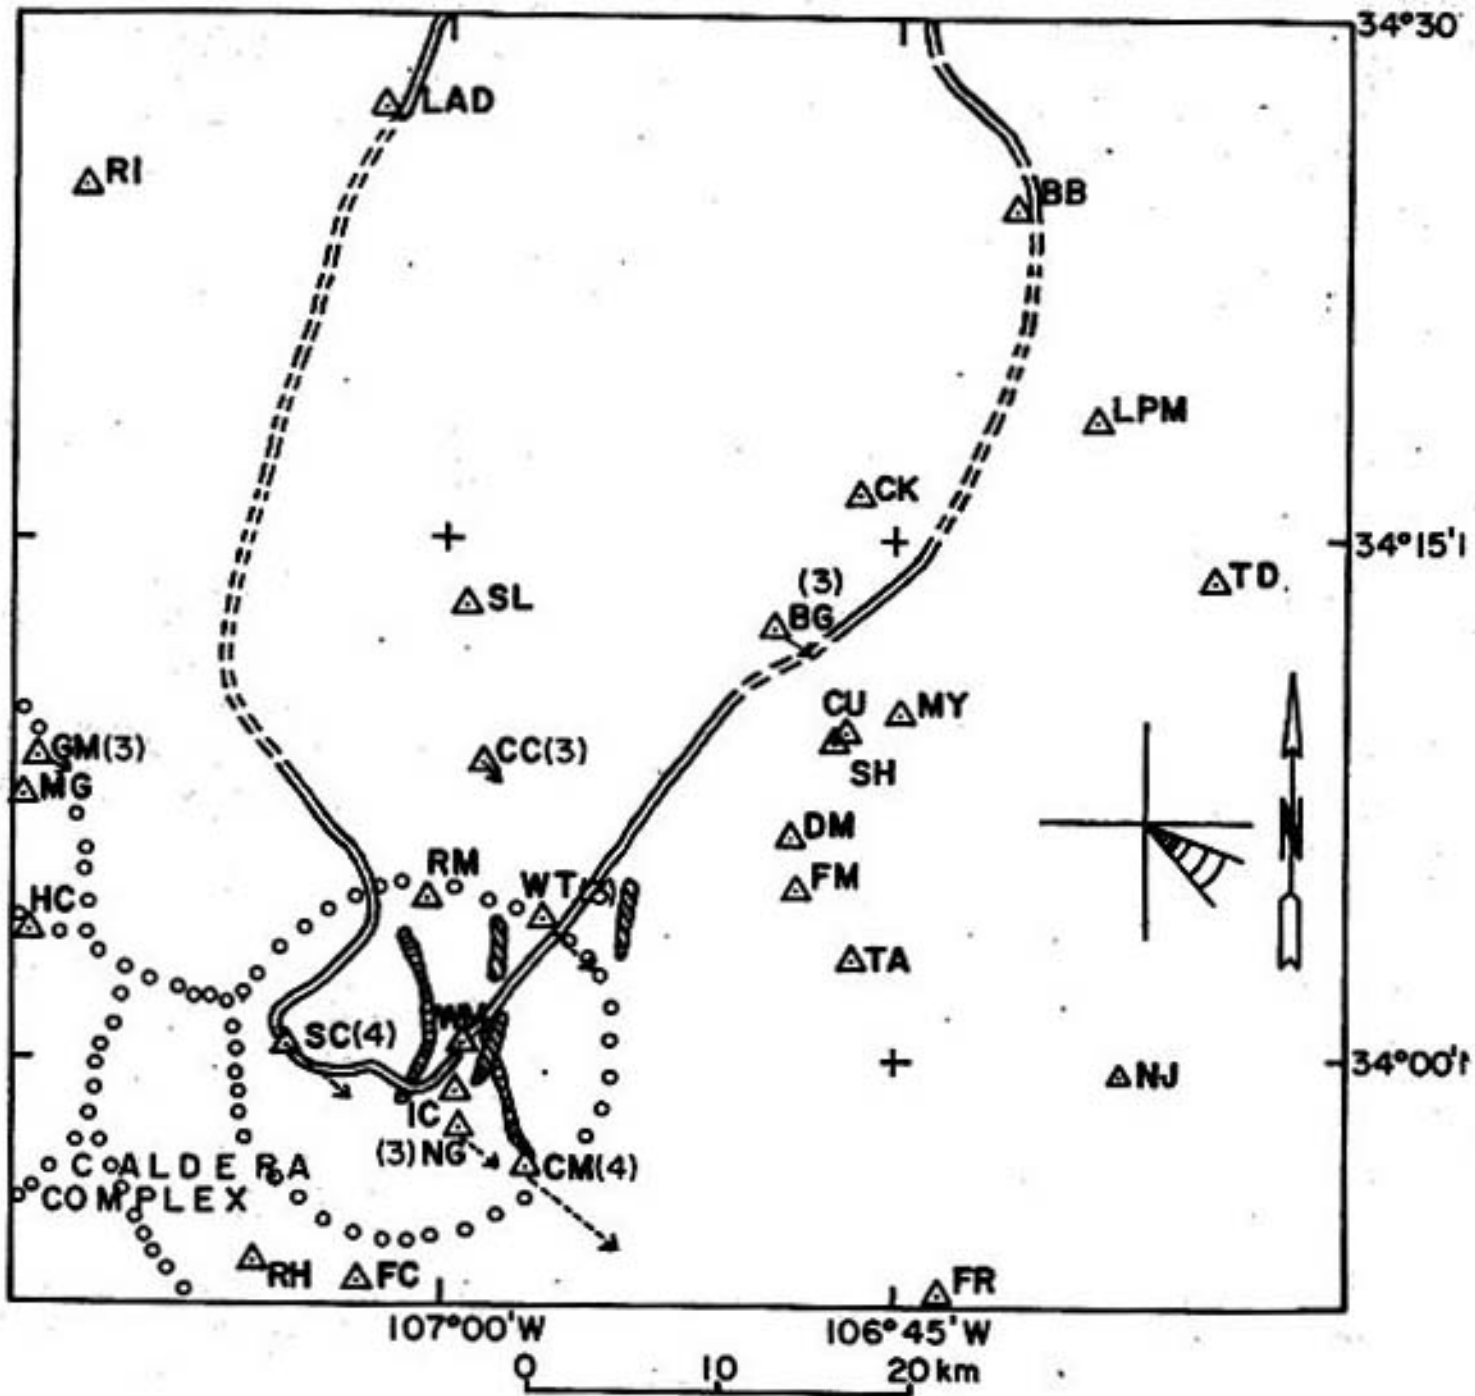 34°30
LAD
RI
BB
LPM
CK
34°15'
TD
SL
(3)
BG
CU
MY
SH
GM(3)
CC(3)
MG
DM
N
RM
FM
HC
WT
TA
WM
SC(4)
34°00'
NJ
IC
(3)NG
CM(4)
CALDERA
COMPLEX
RH
FC
FR
107°00'W
106°45'W
0 10 20 km